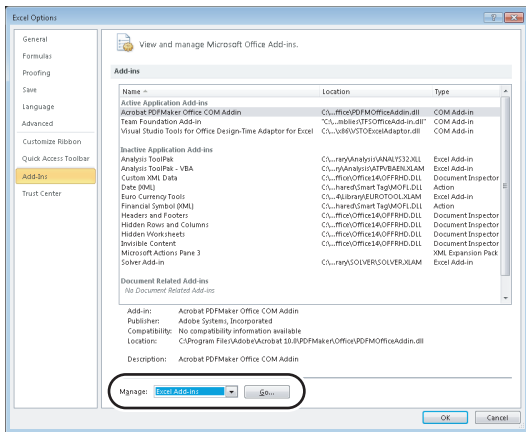 Excel Options
General
Formulas
Proofing
Save
Language
Advanced
Customize Ribbon
Quick Access Toolbar
Add-Ins
Trust Center
View and manage Microsoft Office Add-ins.
Add-ins
Name Location Type
Active Application Add-ins
Acrobat PDFMaker Office COM Addin C:\...ffice\PDFMOfficeAddin.dll COM Add-in
Team Foundation Add-in "C:\...mblies\TFSOfficeAdd-in.dll" COM Add-in
Visual Studio Tools for Office Design-Time Adaptor for Excel C:\...\x86\VSTOExcelAdaptor.dll COM Add-in
Inactive Application Add-ins
Analysis ToolPak C:\...rary\Analysis\ANALYS32.XLL Excel Add-in
Analysis ToolPak - VBA C:\...ry\Analysis\ATPVBAEN.XLAM Excel Add-in
Custom XML Data C:\...ffice\Office14\OFFRHD.DLL Document Inspector
Date (XML) C:\...hared\Smart Tag\MOFL.DLL Action
Euro Currency Tools C:\...4\Library\EUROTOOL.XLAM Excel Add-in
Financial Symbol (XML) C:\...hared\Smart Tag\MOFL.DLL Action
Headers and Footers C:\...ffice\Office14\OFFRHD.DLL Document Inspector
Hidden Rows and Columns C:\...ffice\Office14\OFFRHD.DLL Document Inspector
Hidden Worksheets C:\...ffice\Office14\OFFRHD.DLL Document Inspector
Invisible Content C:\...ffice\Office14\OFFRHD.DLL Document Inspector
Microsoft Actions Pane 3 XML Expansion Pack
Solver Add-in C:\...rary\SOLVER\SOLVER.XLAM Excel Add-in
Document Related Add-ins
No Document Related Add-ins
Add-in: Acrobat PDFMaker Office COM Addin
Publisher: Adobe Systems, Incorporated
Compatibility: No compatibility information available
Location: C:\Program Files\Adobe\Acrobat 10.0\PDFMaker\Office\PDFMOfficeAddin.dll
Description: Acrobat PDFMaker Office COM Addin
Manage: Excel Add-ins Go...
OK Cancel